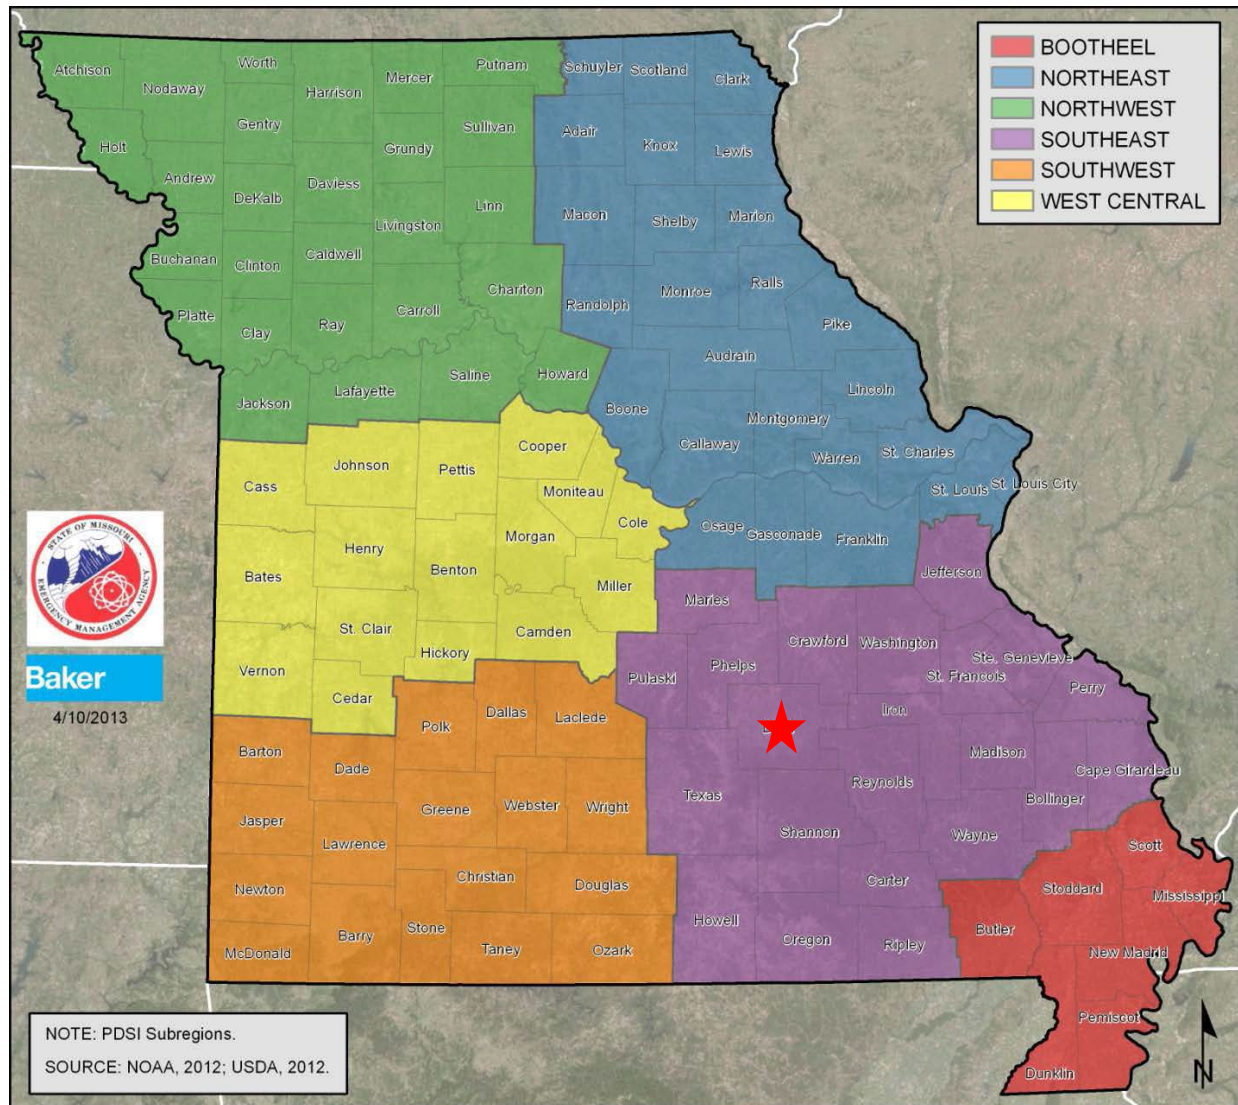 BOOTHEEL
NORTHEAST
NORTHWEST
SOUTHEAST
SOUTHWEST
WEST CENTRAL
Atchison
Nodaway
Worth
Harrison
Mercer
Putnam
Schuyler
Scotland
Clark
Holt
Gentry
Sullivan
Adair
Knox
Lewis
Andrew
DeKalb
Daviess
Grundy
Linn
Macon
Shelby
Marion
Livingston
Buchanan
Clinton
Caldwell
Chariton
Randolph
Monroe
Ralls
Platte
Clay
Ray
Carroll
Pike
Audrain
Jackson
Lafayette
Saline
Howard
Boone
Lincoln
Callaway
Montgomery
Warren
St. Charles
St. Louis
St. Louis City
Cass
Johnson
Pettis
Cooper
Moniteau
Cole
Osage
Gasconade
Franklin
Bates
Henry
Benton
Morgan
Miller
Maries
Jefferson
Vernon
St. Clair
Hickory
Camden
Cedar
Pulaski
Phelps
Crawford
Washington
Ste. Genevieve
St. Francois
Perry
Iron
Barton
Dade
Polk
Dallas
Laclede
Texas
Reynolds
Madison
Cape Girardeau
Bollinger
Jasper
Lawrence
Greene
Webster
Wright
Shannon
Wayne
Scott
Newton
Christian
Douglas
Carter
Stoddard
Mississippi
McDonald
Barry
Stone
Taney
Ozark
Howell
Oregon
Ripley
Butler
New Madrid
Pemiscot
Dunklin
STATE OF MISSOURI
EMERGENCY MANAGEMENT AGENCY
Baker
4/10/2013
NOTE: PDSI Subregions.
SOURCE: NOAA, 2012; USDA, 2012.
N